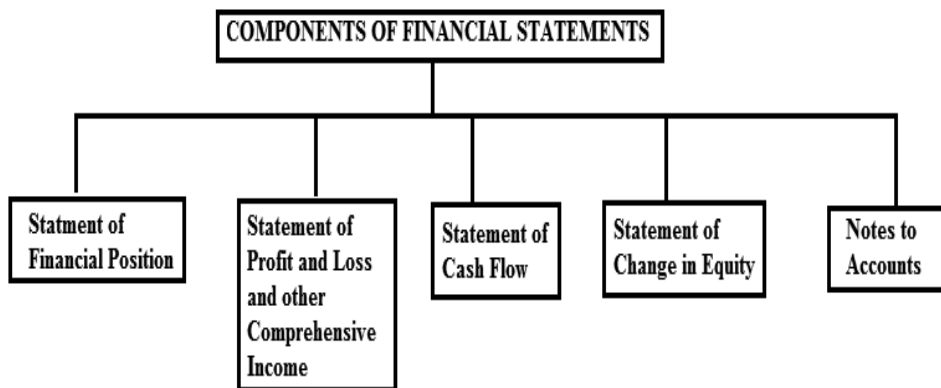 COMPONENTS OF FINANCIAL STATEMENTS
Statment of
Financial Position
Statement of
Profit and Loss
and other
Comprehensive
Income
Statement of
Cash Flow
Statement of
Change in Equity
Notes to
Accounts